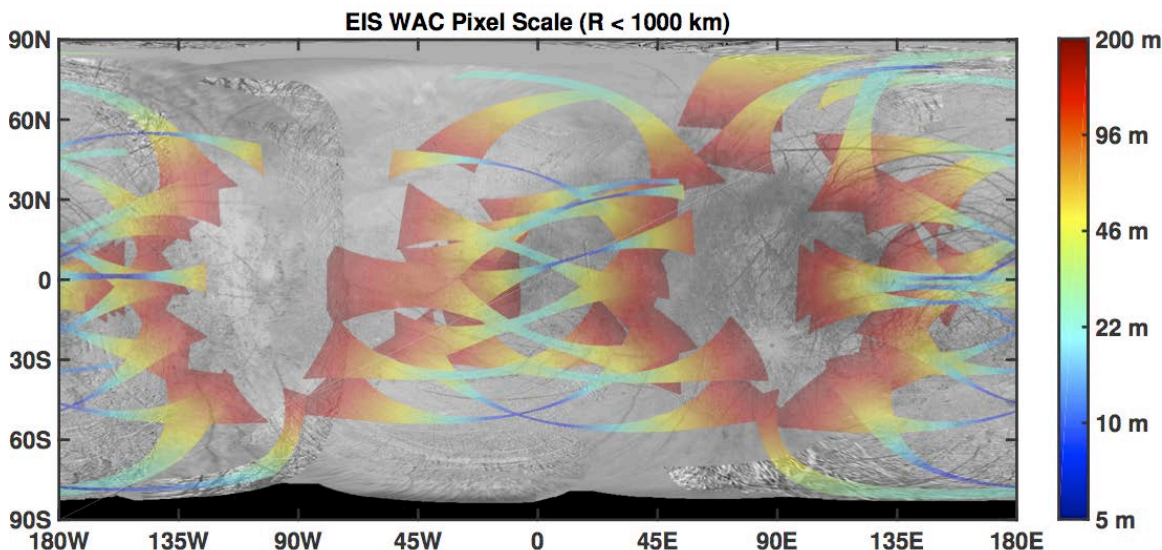 EIS WAC Pixel Scale (R < 1000 km)
90N
60N
30N
0
30S
60S
90S
180W
135W
90W
45W
0
45E
90E
135E
180E
200 m
96 m
46 m
22 m
10 m
5 m